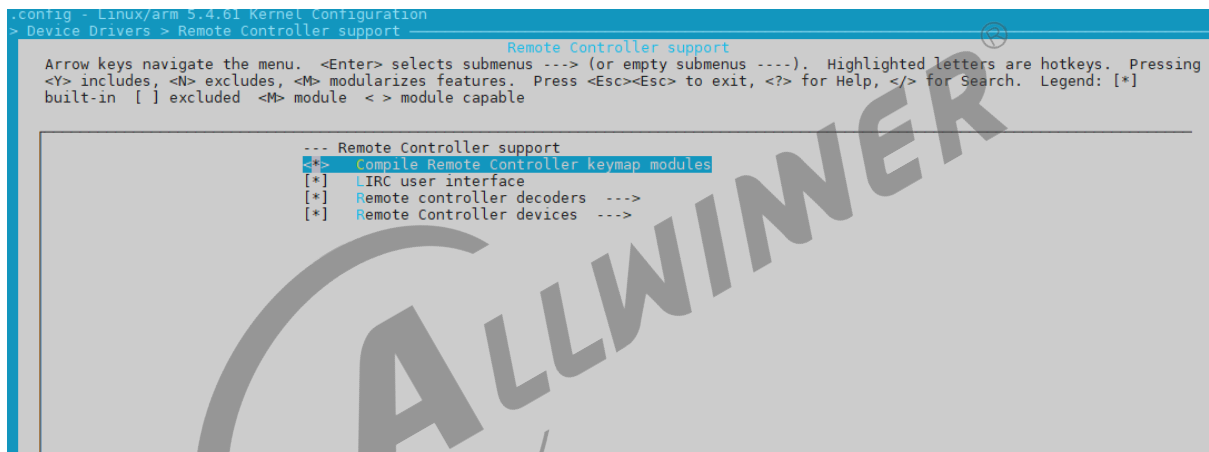 .config - Linux/arm 5.4.61 Kernel Configuration
> Device Drivers > Remote Controller support
Remote Controller support
Arrow keys navigate the menu.  <Enter> selects submenus ---> (or empty submenus ----).  Highlighted letters are hotkeys.  Pressing
<Y> includes, <N> excludes, <M> modularizes features.  Press <Esc><Esc> to exit, <?> for Help, </> for Search.  Legend: [*]
built-in  [ ] excluded  <M> module  < > module capable
--- Remote Controller support
<*>   Compile Remote Controller keymap modules
[*]   LIRC user interface
[*]   Remote controller decoders  --->
[*]   Remote Controller devices  --->
ALLWINNER®